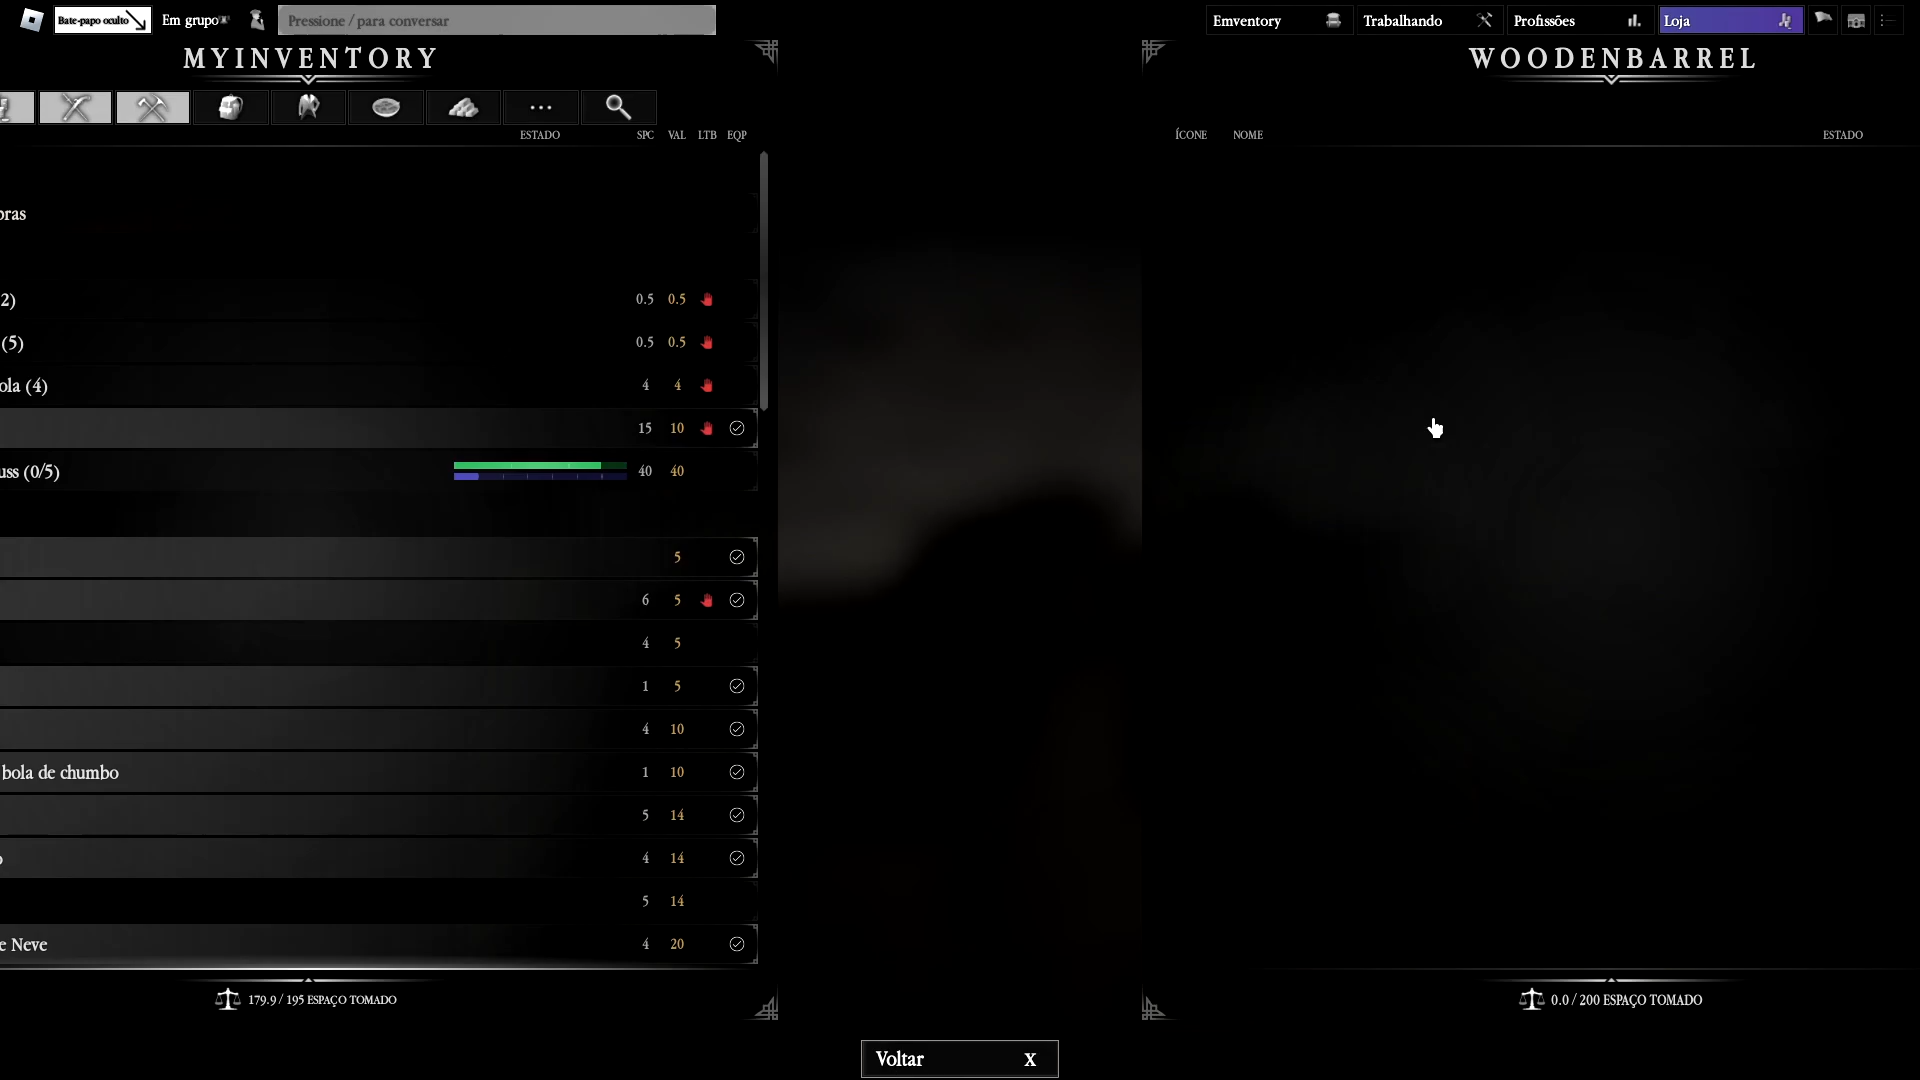 Bate-papo oculto
Em grupo
Pressione / para conversar
Emventory
Trabalhando
Profissões
Loja
MYINVENTORY
ESTADO SPC VAL LTB EQP
2) 0.5 0.5
(5) 0.5 0.5
ola (4) 4 4
15 10
uss (0/5) 40 40
5
6 5
4 5
1 5
4 10
bola de chumbo 1 10
5 14
4 14
5 14
e Neve 4 20
179.9 / 195 ESPAÇO TOMADO
WOODENBARREL
ÍCONE NOME ESTADO
0.0 / 200 ESPAÇO TOMADO
Voltar X